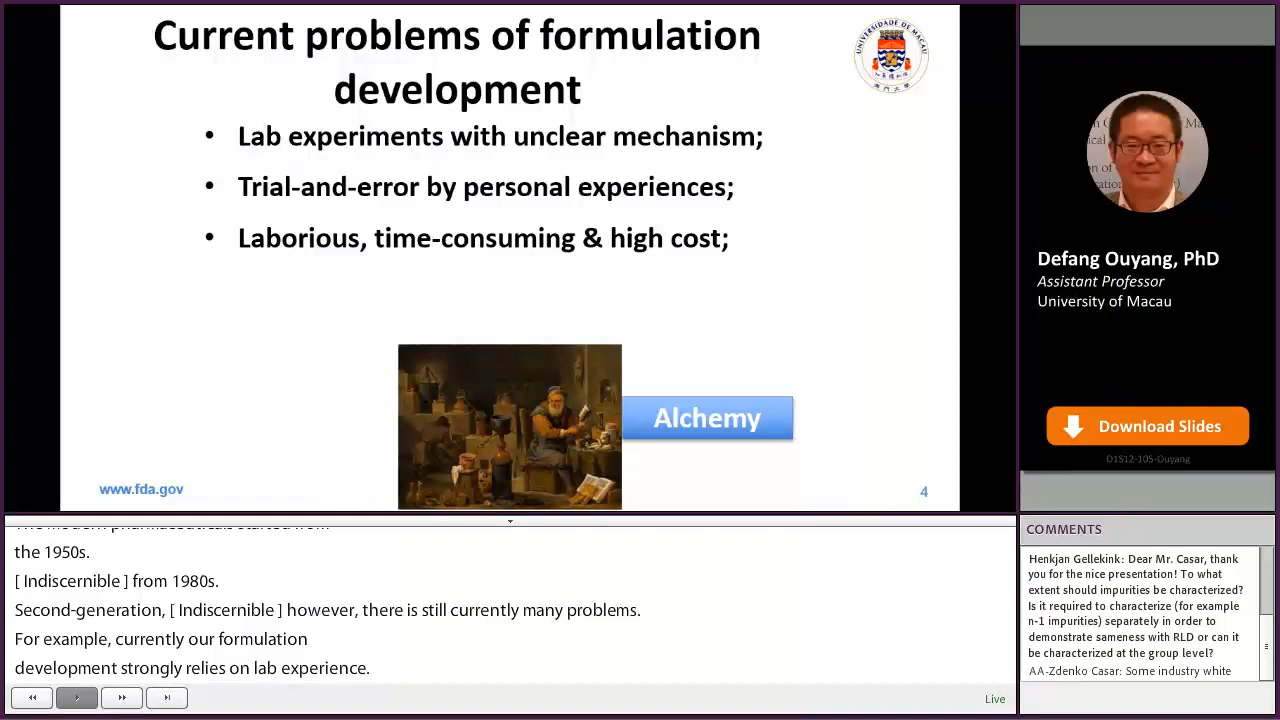 Current problems of formulation
development
UNIVERSIDADE DE MACAU
• Lab experiments with unclear mechanism;
• Trial-and-error by personal experiences;
• Laborious, time-consuming & high cost;
Alchemy
www.fda.gov
4
Defang Ouyang, PhD
Assistant Professor
University of Macau
Download Slides
D1S12-105-Ouyang
the 1950s.
[ Indiscernible ] from 1980s.
Second-generation, [ Indiscernible ] however, there is still currently many problems.
For example, currently our formulation
development strongly relies on lab experience.
Live
COMMENTS
Henkjan Gellekink: Dear Mr. Casar, thank
you for the nice presentation! To what
extent should impurities be characterized?
Is it required to characterize (for example
n-1 impurities) separately in order to
demonstrate sameness with RLD or can it
be characterized at the group level?
AA-Zdenko Casar: Some industry white